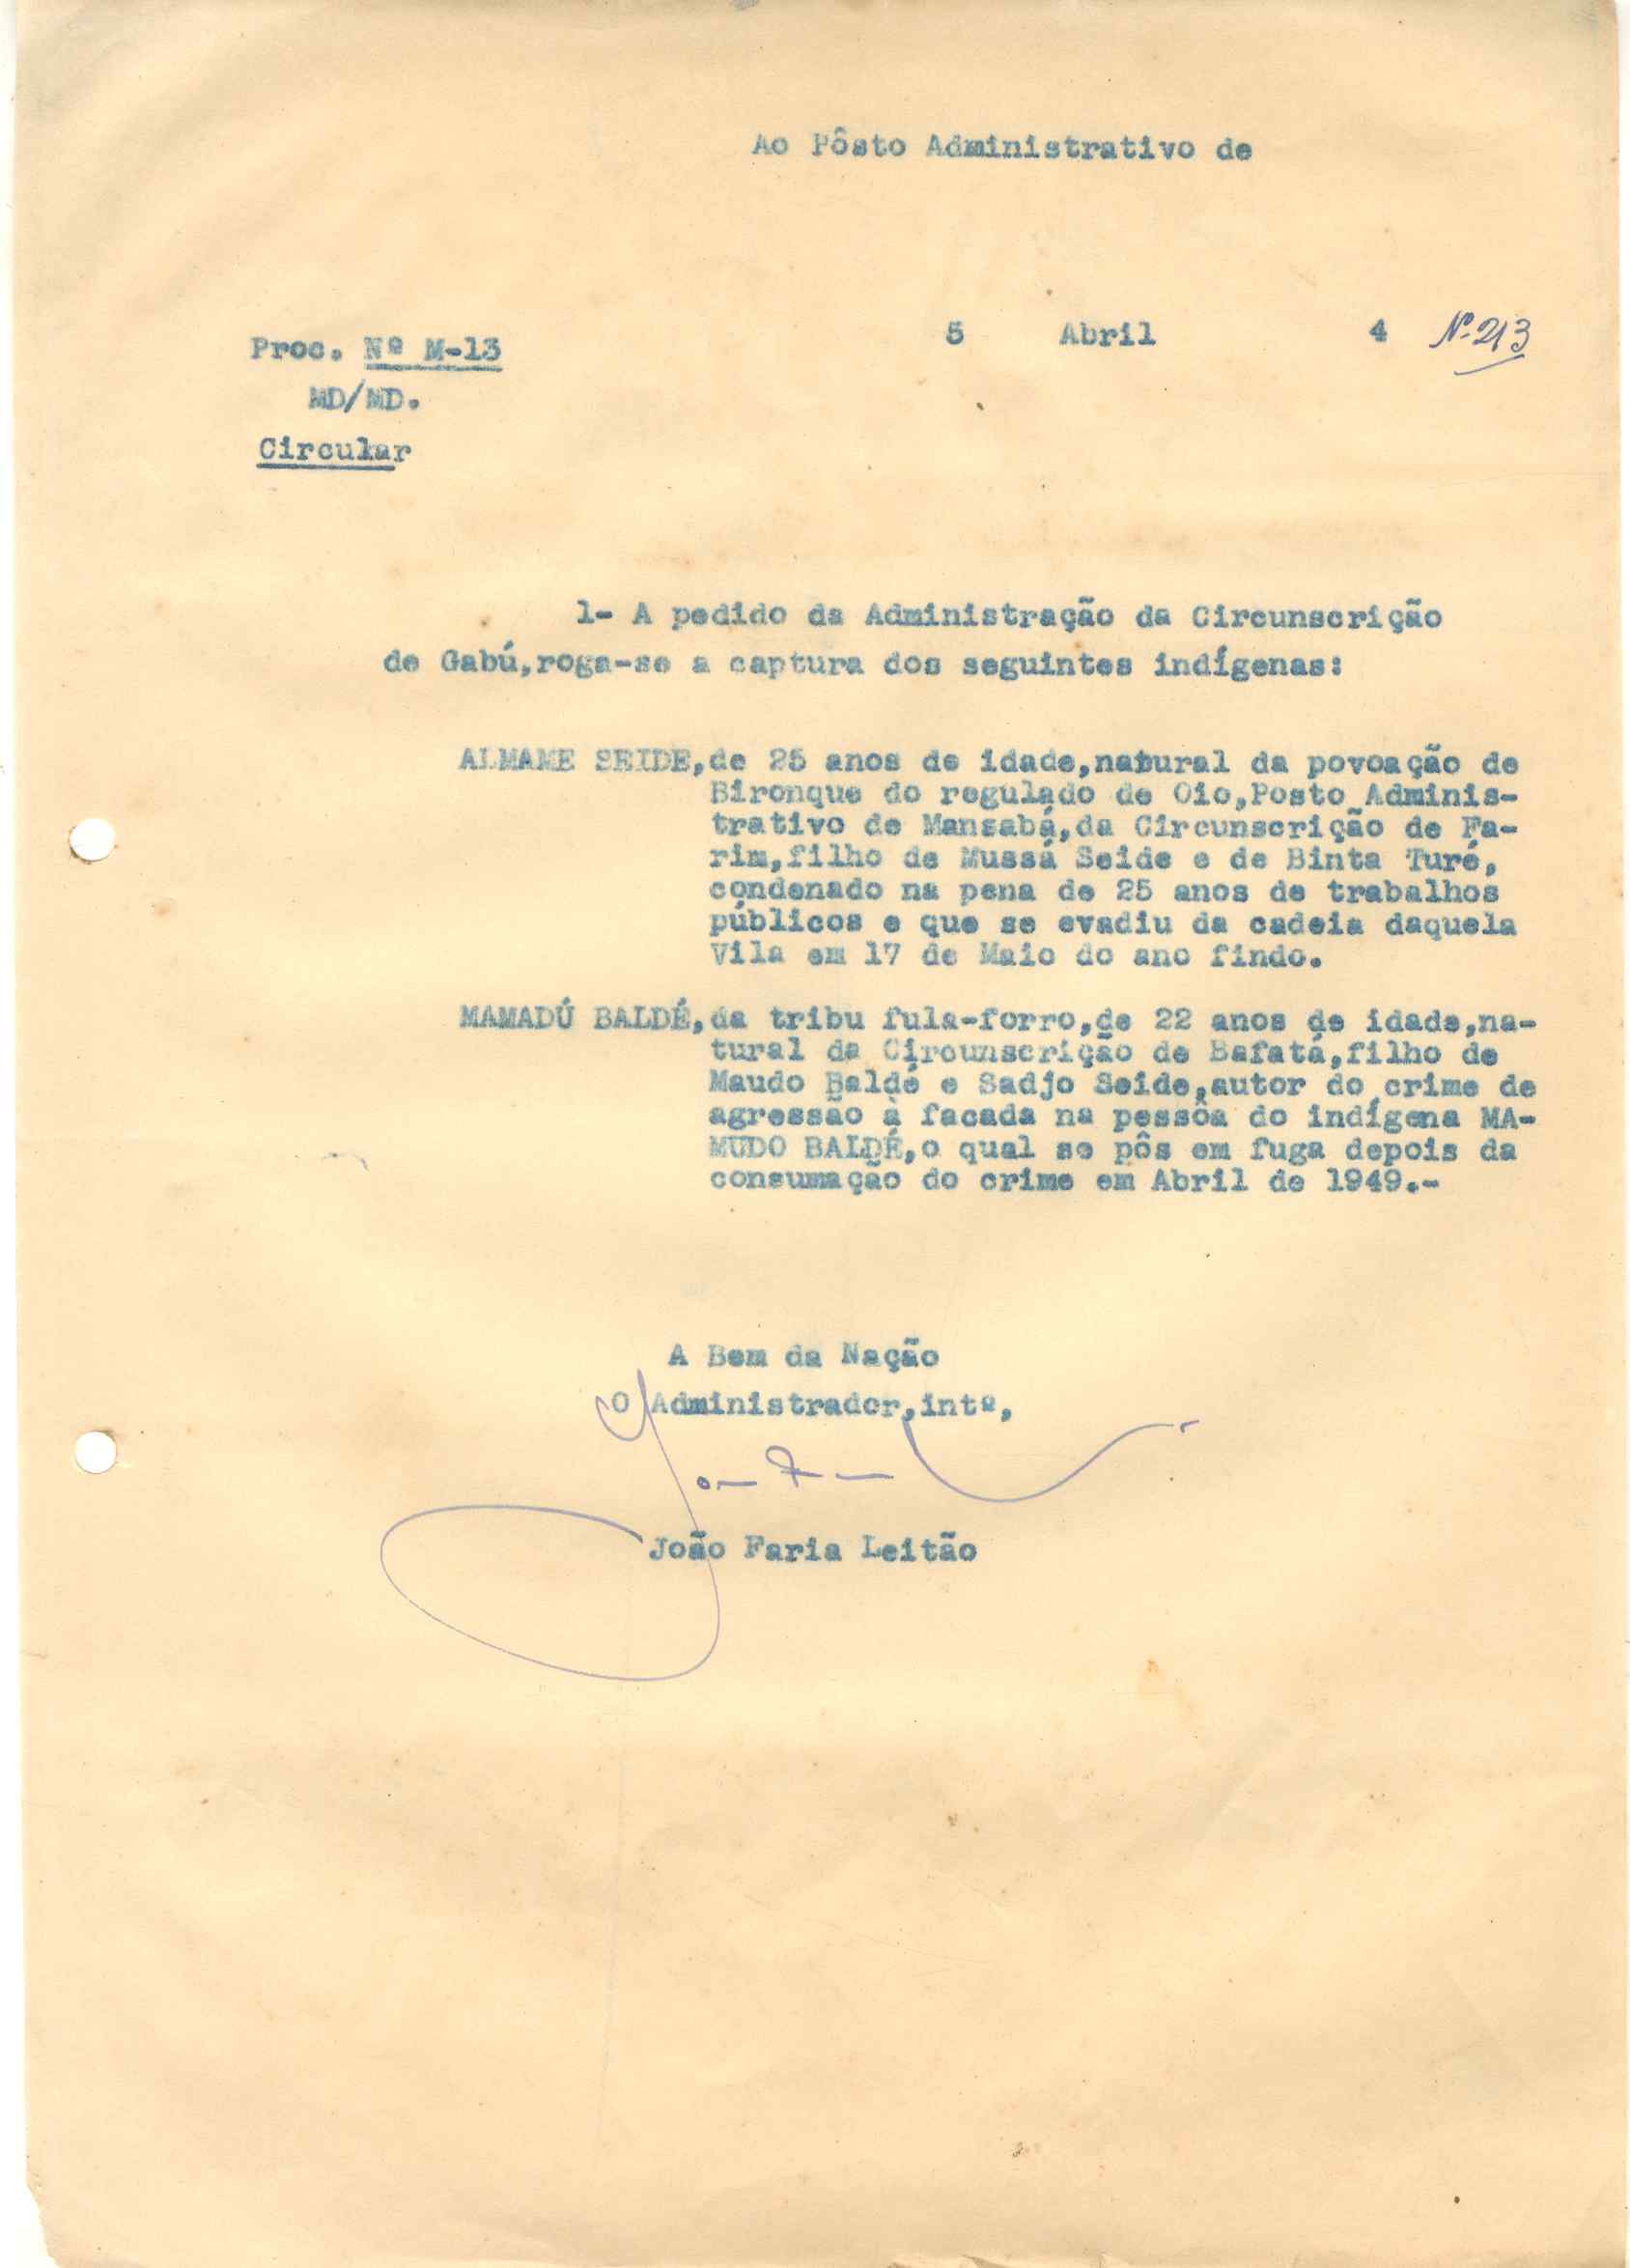 Ao Pôsto Administrativo de
5 Abril 4 Nº 213
Proc. Nº M-13
MD/MD.
Circular
1- A pedido da Administração da Circunscrição
de Gabú,roga-se a captura dos seguintes indígenas:
ALMAME SEIDE,de 25 anos de idade,natural da povoação de
Bironque do regulado de Oio,Posto Adminis-
trativo de Mansabá,da Circunscrição de Fa-
rim,filho de Mussá Seide e de Binta Turé,
condenado na pena de 25 anos de trabalhos
públicos e que se evadiu da cadeia daquela
Vila em 17 de Maio do ano findo.
MAMADÚ BALDÉ,da tribu fula-forro,de 22 anos de idade,na-
tural da Circunscrição de Bafatá,filho de
Maudo Baldé e Sadjo Seide,autor do crime de
agressão à facada na pessôa do indígena MA-
MUDO BALDÉ,o qual se pôs em fuga depois da
consumação do crime em Abril de 1949.-
A Bem da Nação
O Administrador,intº,
João Faria Leitão